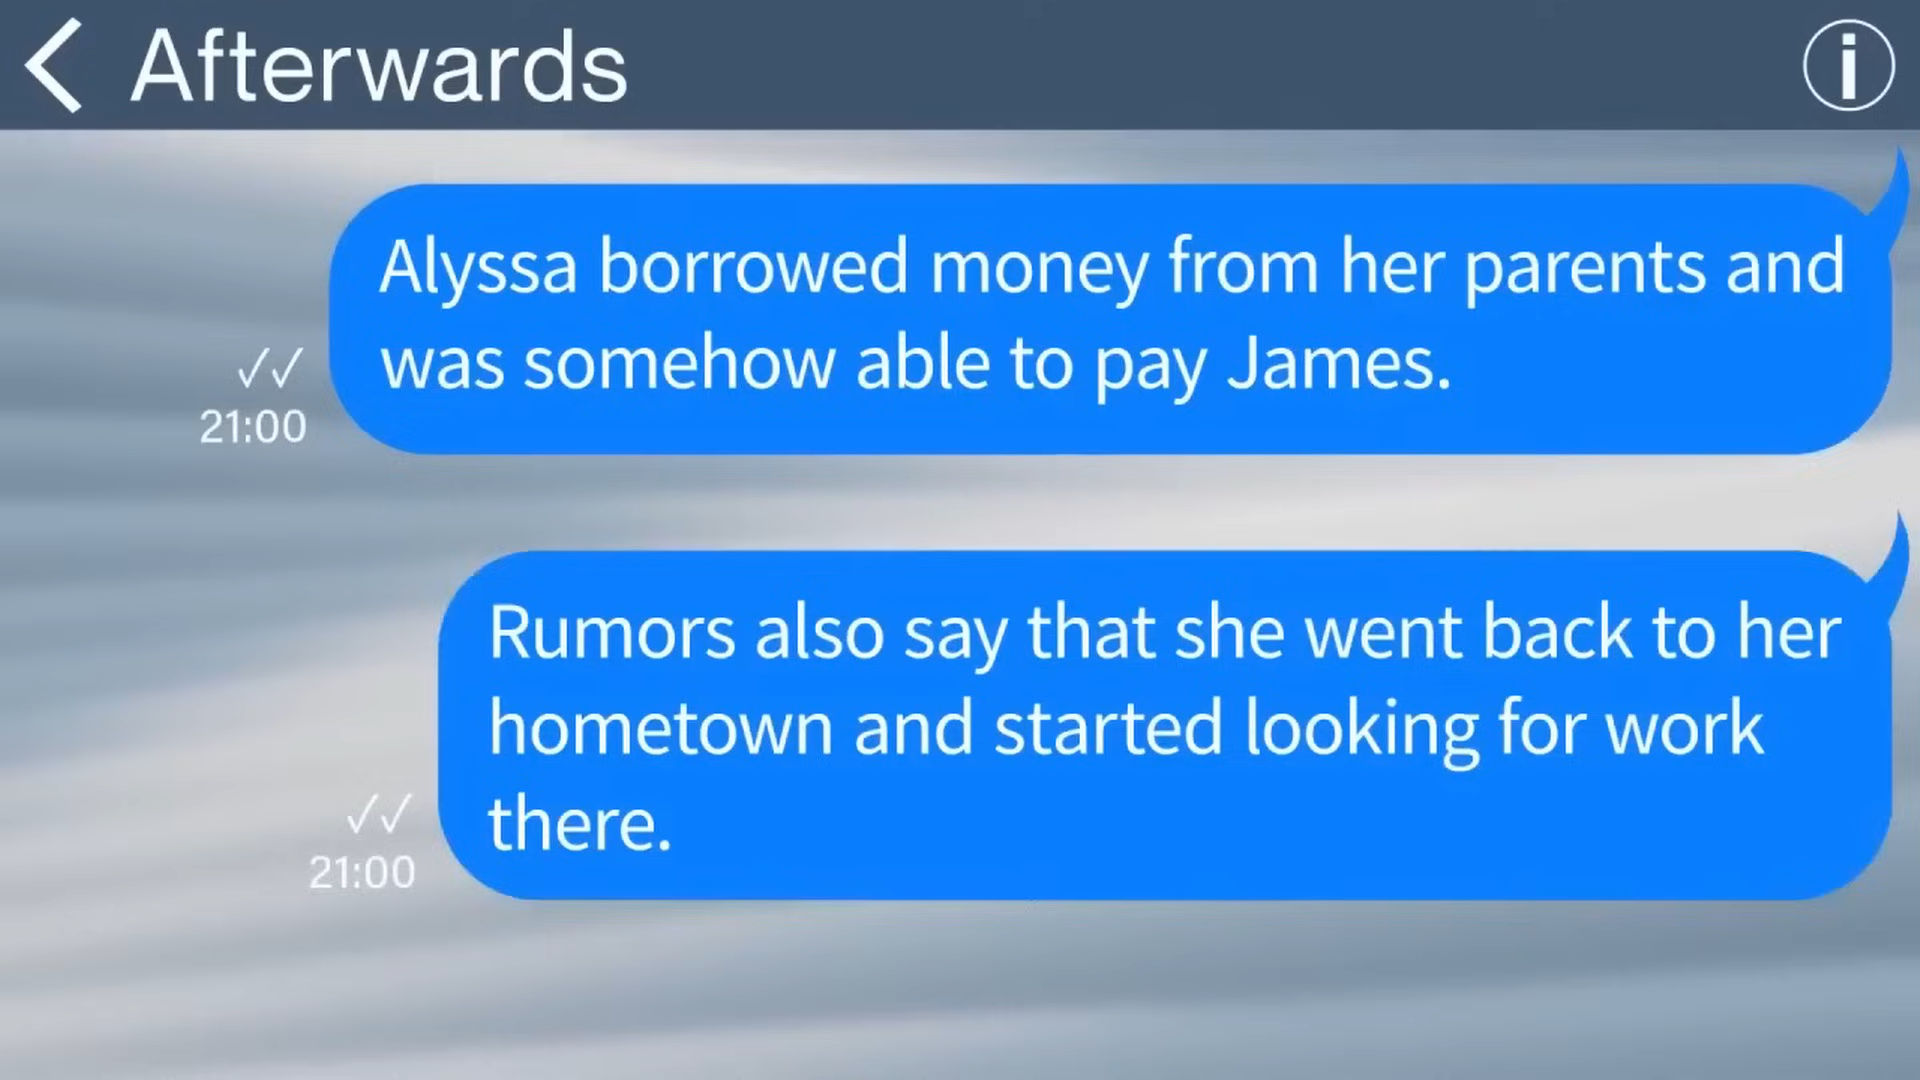 Afterwards
Alyssa borrowed money from her parents and
was somehow able to pay James.
✓✓
21:00
Rumors also say that she went back to her
hometown and started looking for work
there.
✓✓
21:00